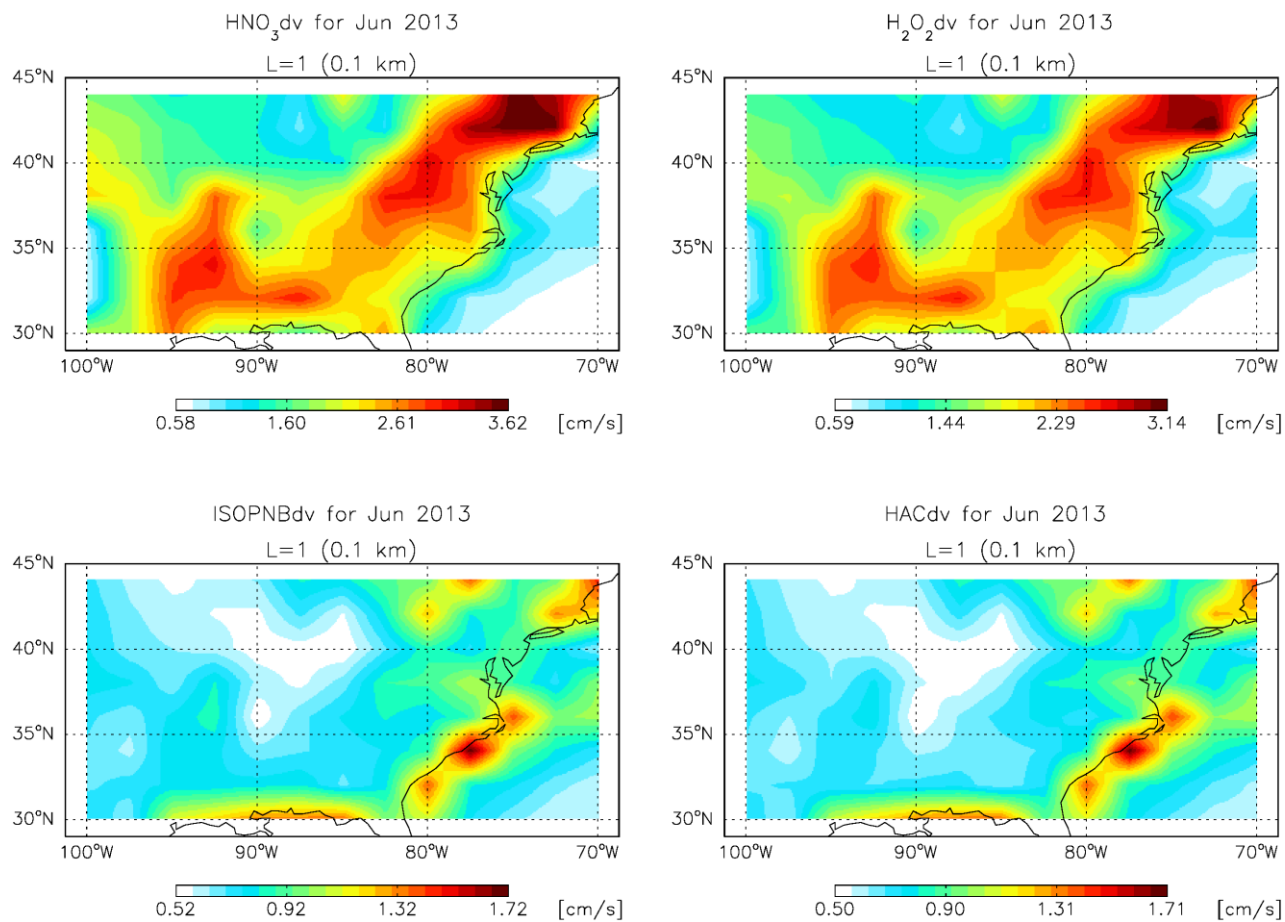 HNO3dv for Jun 2013
L=1 (0.1 km)
45°N
40°N
35°N
30°N
100°W 90°W 80°W 70°W
0.58 1.60 2.61 3.62 [cm/s]
H2O2dv for Jun 2013
L=1 (0.1 km)
45°N
40°N
35°N
30°N
100°W 90°W 80°W 70°W
0.59 1.44 2.29 3.14 [cm/s]
ISOPNBdv for Jun 2013
L=1 (0.1 km)
45°N
40°N
35°N
30°N
100°W 90°W 80°W 70°W
0.52 0.92 1.32 1.72 [cm/s]
HACdv for Jun 2013
L=1 (0.1 km)
45°N
40°N
35°N
30°N
100°W 90°W 80°W 70°W
0.50 0.90 1.31 1.71 [cm/s]